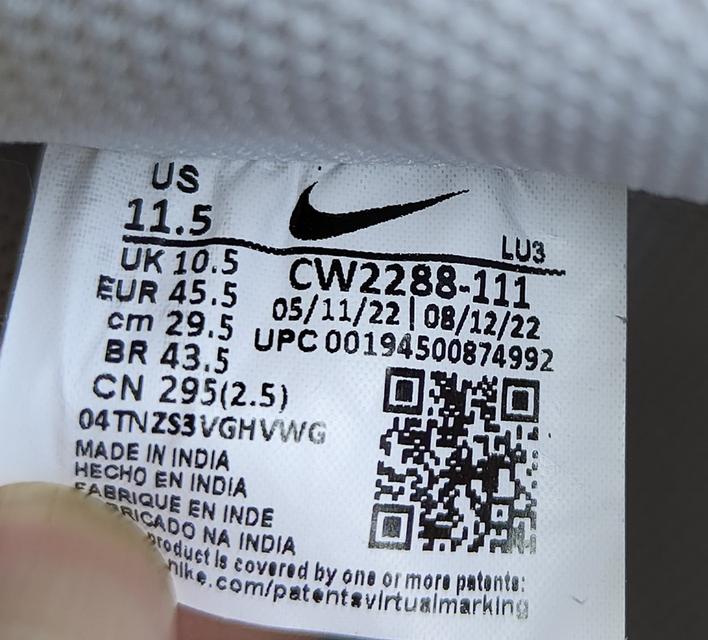 US
11.5
LU3
UK 10.5
EUR 45.5
cm 29.5
BR 43.5
CN 295(2.5)
CW2288-111
05/11/22 | 08/12/22
UPC 00194500874992
04TNZS3VGHVWG
MADE IN INDIA
HECHO EN INDIA
FABRIQUE EN INDE
RICADO NA INDIA
product is covered by one or more patents:
nike.com/patentsvirtualmarking